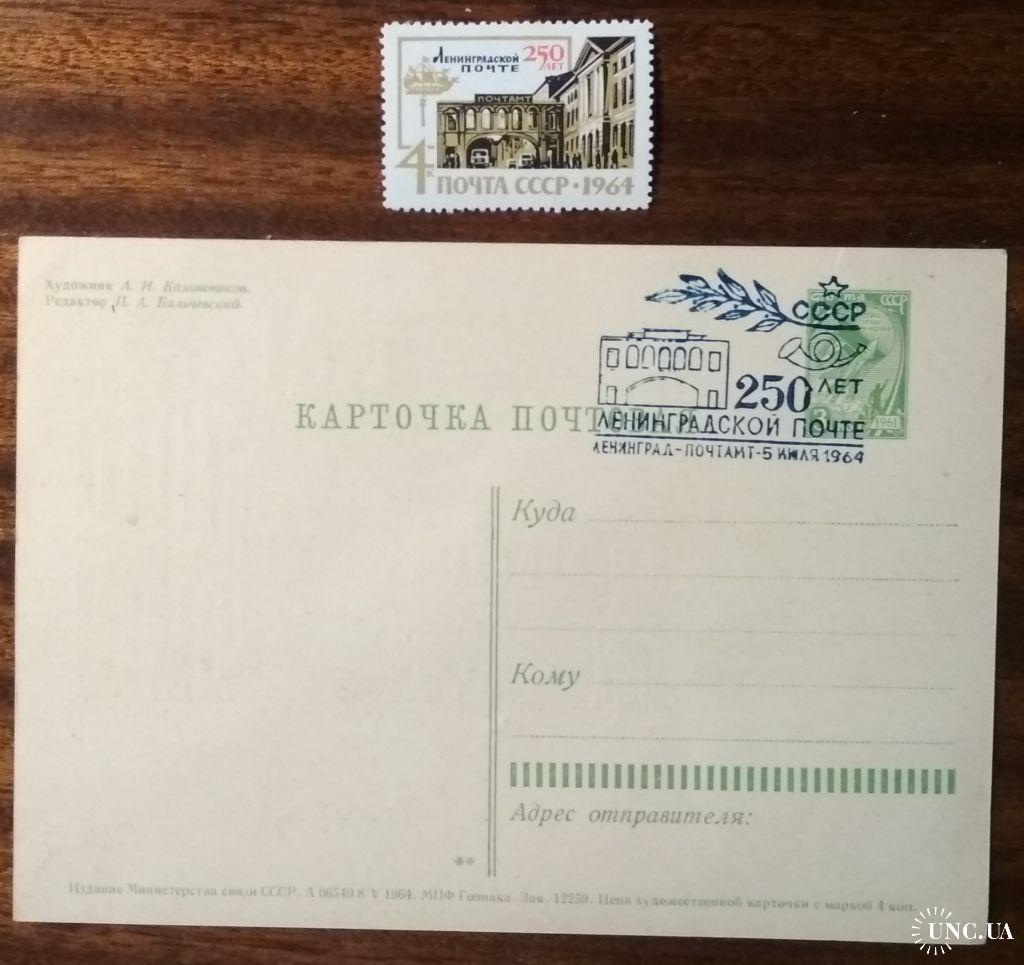 Ленинградской 250
ПОЧТЕ ЛЕТ
ПОЧТАМТ
4 К ПОЧТА СССР · 1964
Художник А. И. Калашников.
Редактор П. А. Бальчевский.
СССР
СССР
250 ЛЕТ
ЛЕНИНГРАДСКОЙ ПОЧТЕ
ЛЕНИНГРАД-ПОЧТАМТ-5 ИЮЛЯ 1964
1961
КАРТОЧКА ПОЧТОВАЯ
Куда
Кому
Адрес отправителя:
**
Издание Министерства связи СССР. А 06549 8/V 1964. МПФ Гознака. Зак. 12259. Цена художественной карточки с маркой 4 коп.
UNC.UA